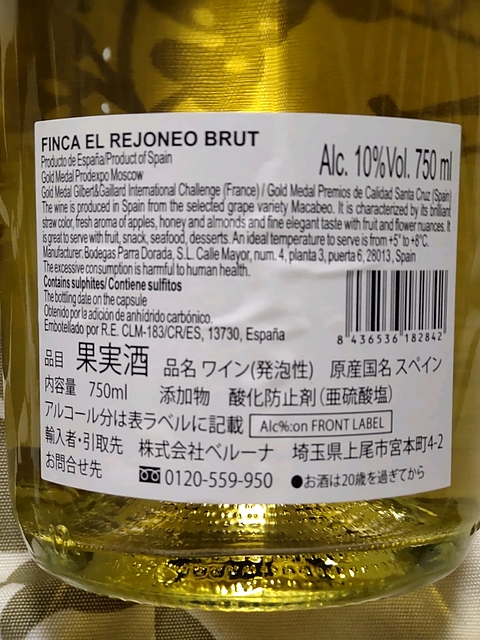 FINCA EL REJONEO BRUT
Producto de España/Product of Spain
Alc. 10%Vol. 750 ml
Gold Medal Prodexpo Moscow
Gold Medal Gilbert&Gaillard International Challenge (France) / Gold Medal Premios de Calidad Santa Cruz (Spain)
The wine is produced in Spain from the selected grape variety Macabeo. It is characterized by its brilliant
straw color, fresh aroma of apples, honey and almonds and fine elegant taste with fruit and flower nuances. It
is great to serve with fruit, snack, seafood, desserts. An ideal temperature to serve is from +5° to +8°C.
Manufacturer: Bodegas Parra Dorada, S.L. Calle Mayor, num. 4, planta 3, puerta 6, 28013, Spain
The excessive consumption is harmful to human health.
Contains sulphites/ Contiene sulfitos
The bottling date on the capsule
Obtenido por la adición de anhídrido carbónico.
Embotellado por R.E. CLM-183/CR/ES, 13730, España
8 436536 182842
品目 果実酒 品名 ワイン(発泡性) 原産国名 スペイン
内容量 750ml 添加物 酸化防止剤(亜硫酸塩)
アルコール分は表ラベルに記載 Alc%:on FRONT LABEL
輸入者・引取先 株式会社ベルーナ 埼玉県上尾市宮本町4-2
お問合せ先 0120-559-950 ●お酒は20歳を過ぎてから